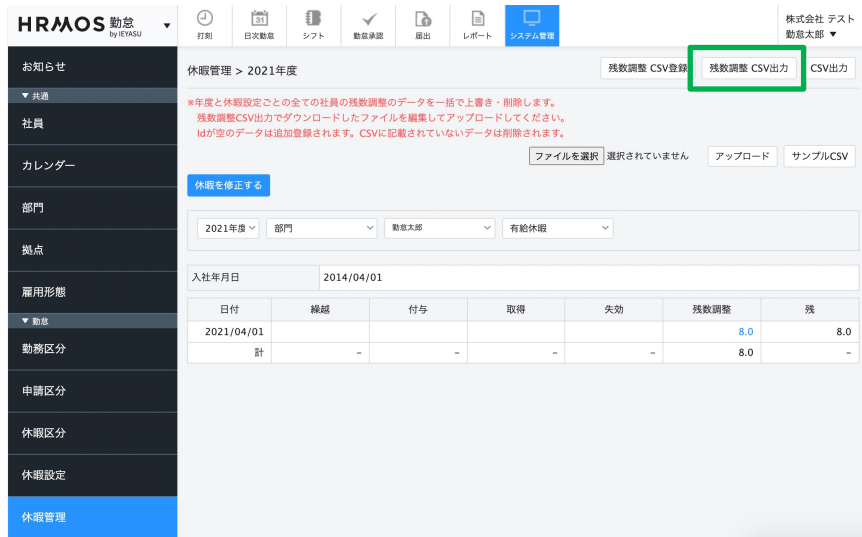 HRMOS 勤怠 ▼
by IEYASU
打刻
31
日次勤怠
シフト
勤怠承認
届出
レポート
システム管理
株式会社 テスト
勤怠太郎 ▼
お知らせ
▼ 共通
社員
カレンダー
部門
拠点
雇用形態
▼ 勤怠
勤務区分
申請区分
休暇区分
休暇設定
休暇管理
休暇管理 > 2021年度
残数調整 CSV登録 残数調整 CSV出力 CSV出力
※年度と休暇設定ごとの全ての社員の残数調整のデータを一括で上書き・削除します。
残数調整CSV出力でダウンロードしたファイルを編集してアップロードしてください。
Idが空のデータは追加登録されます。CSVに記載されていないデータは削除されます。
ファイルを選択 選択されていません アップロード サンプルCSV
休暇を修正する
2021年度 部門 勤怠太郎 有給休暇
入社年月日 2014/04/01
日付 繰越 付与 取得 失効 残数調整 残
2021/04/01 8.0 8.0
計 – – – – 8.0 –